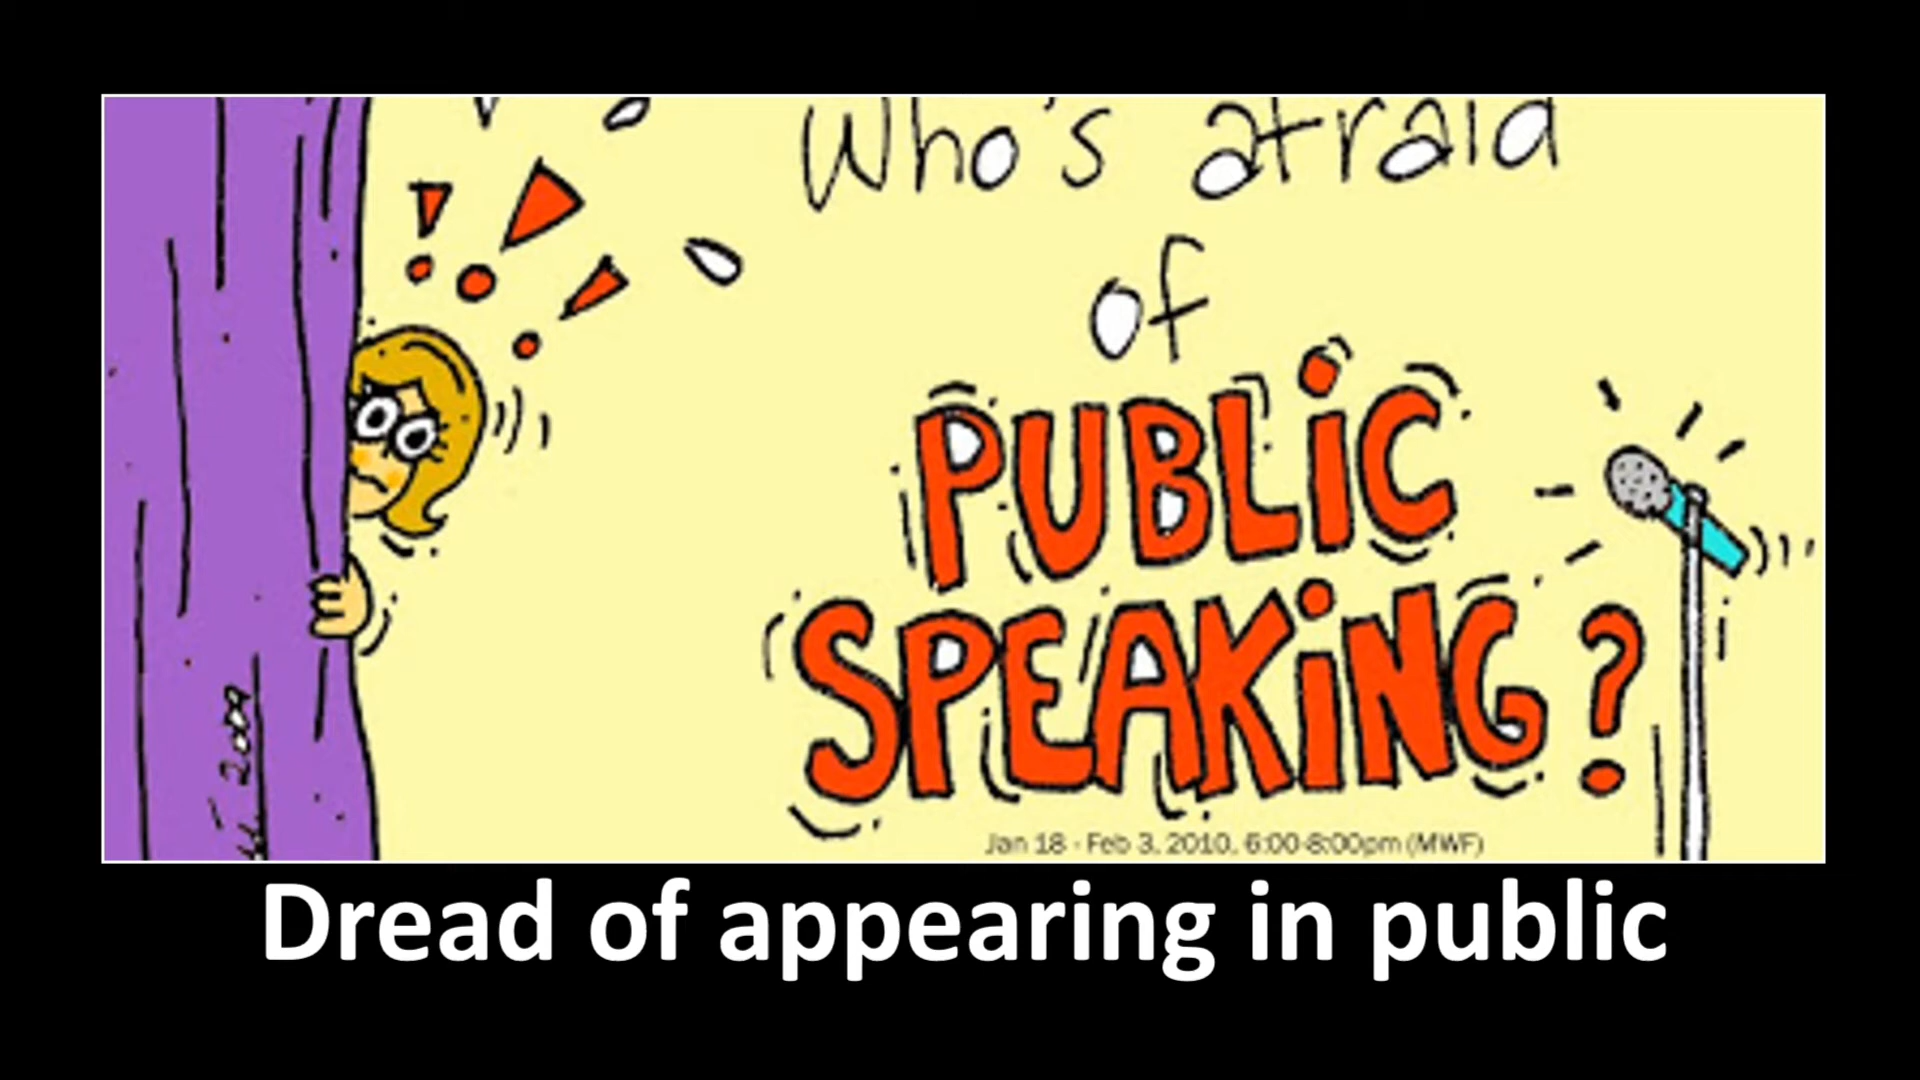 Who's afraid
of
PUBLiC
SPEAKiNG?
Jan 18 - Feb 3, 2010, 6:00-8:00pm (MWF)
2009
Dread of appearing in public